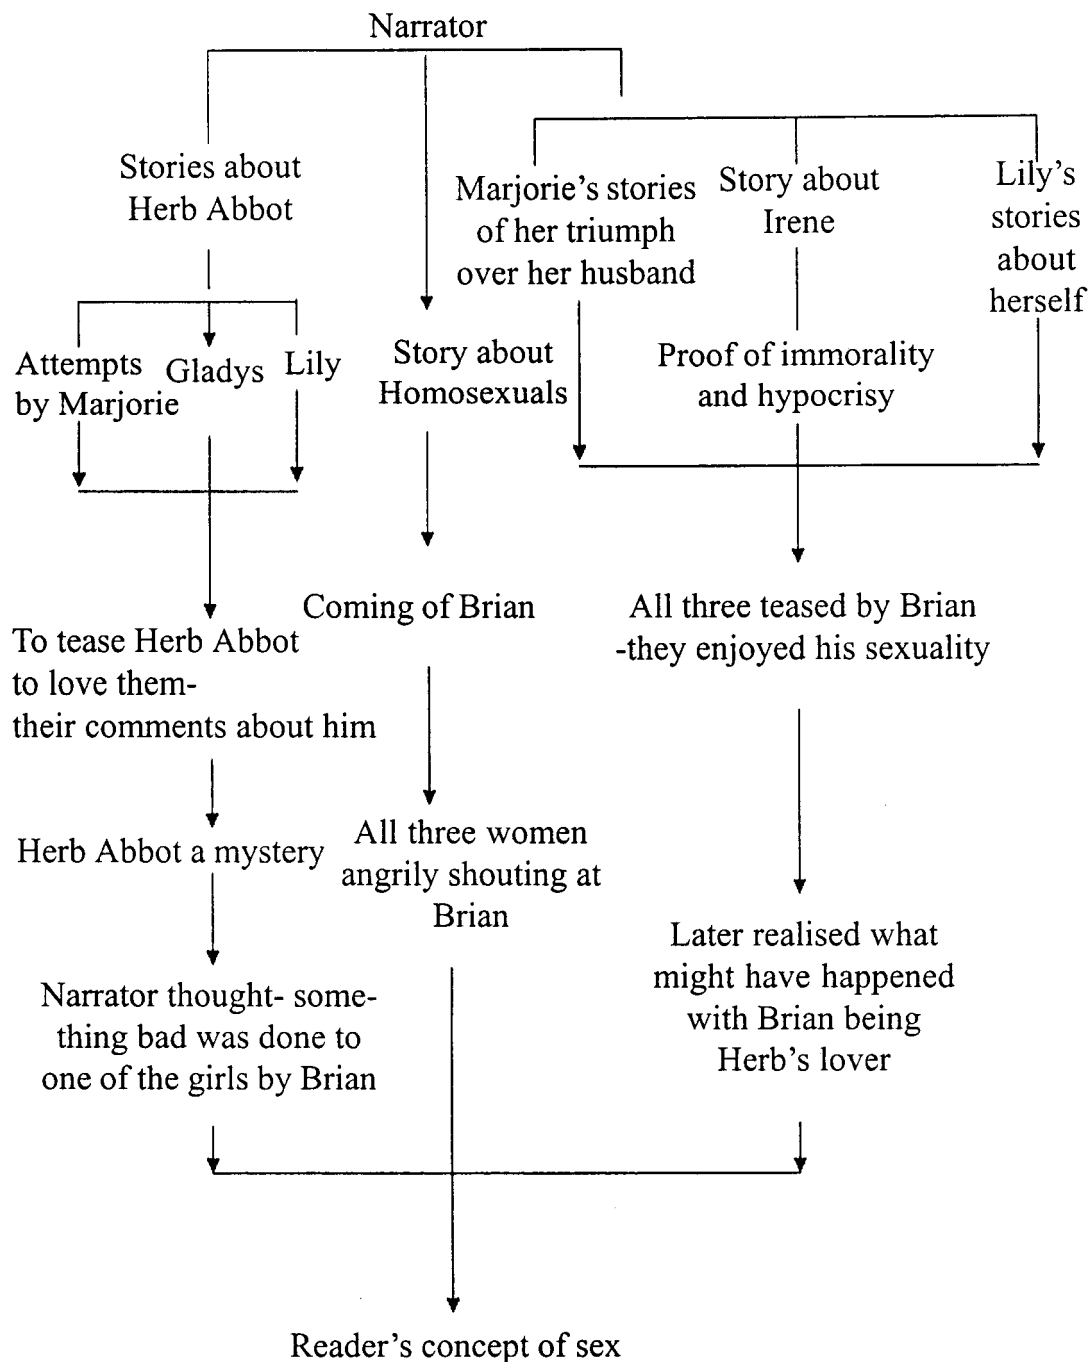 Narrator
Stories about
Herb Abbot
Attempts
by Marjorie
Gladys
Lily
To tease Herb Abbot
to love them-
their comments about him
Herb Abbot a mystery
Narrator thought- some-
thing bad was done to
one of the girls by Brian
Story about
Homosexuals
Coming of Brian
All three women
angrily shouting at
Brian
Marjorie's stories
of her triumph
over her husband
Story about
Irene
Proof of immorality
and hypocrisy
Lily's
stories
about
herself
All three teased by Brian
-they enjoyed his sexuality
Later realised what
might have happened
with Brian being
Herb's lover
Reader's concept of sex